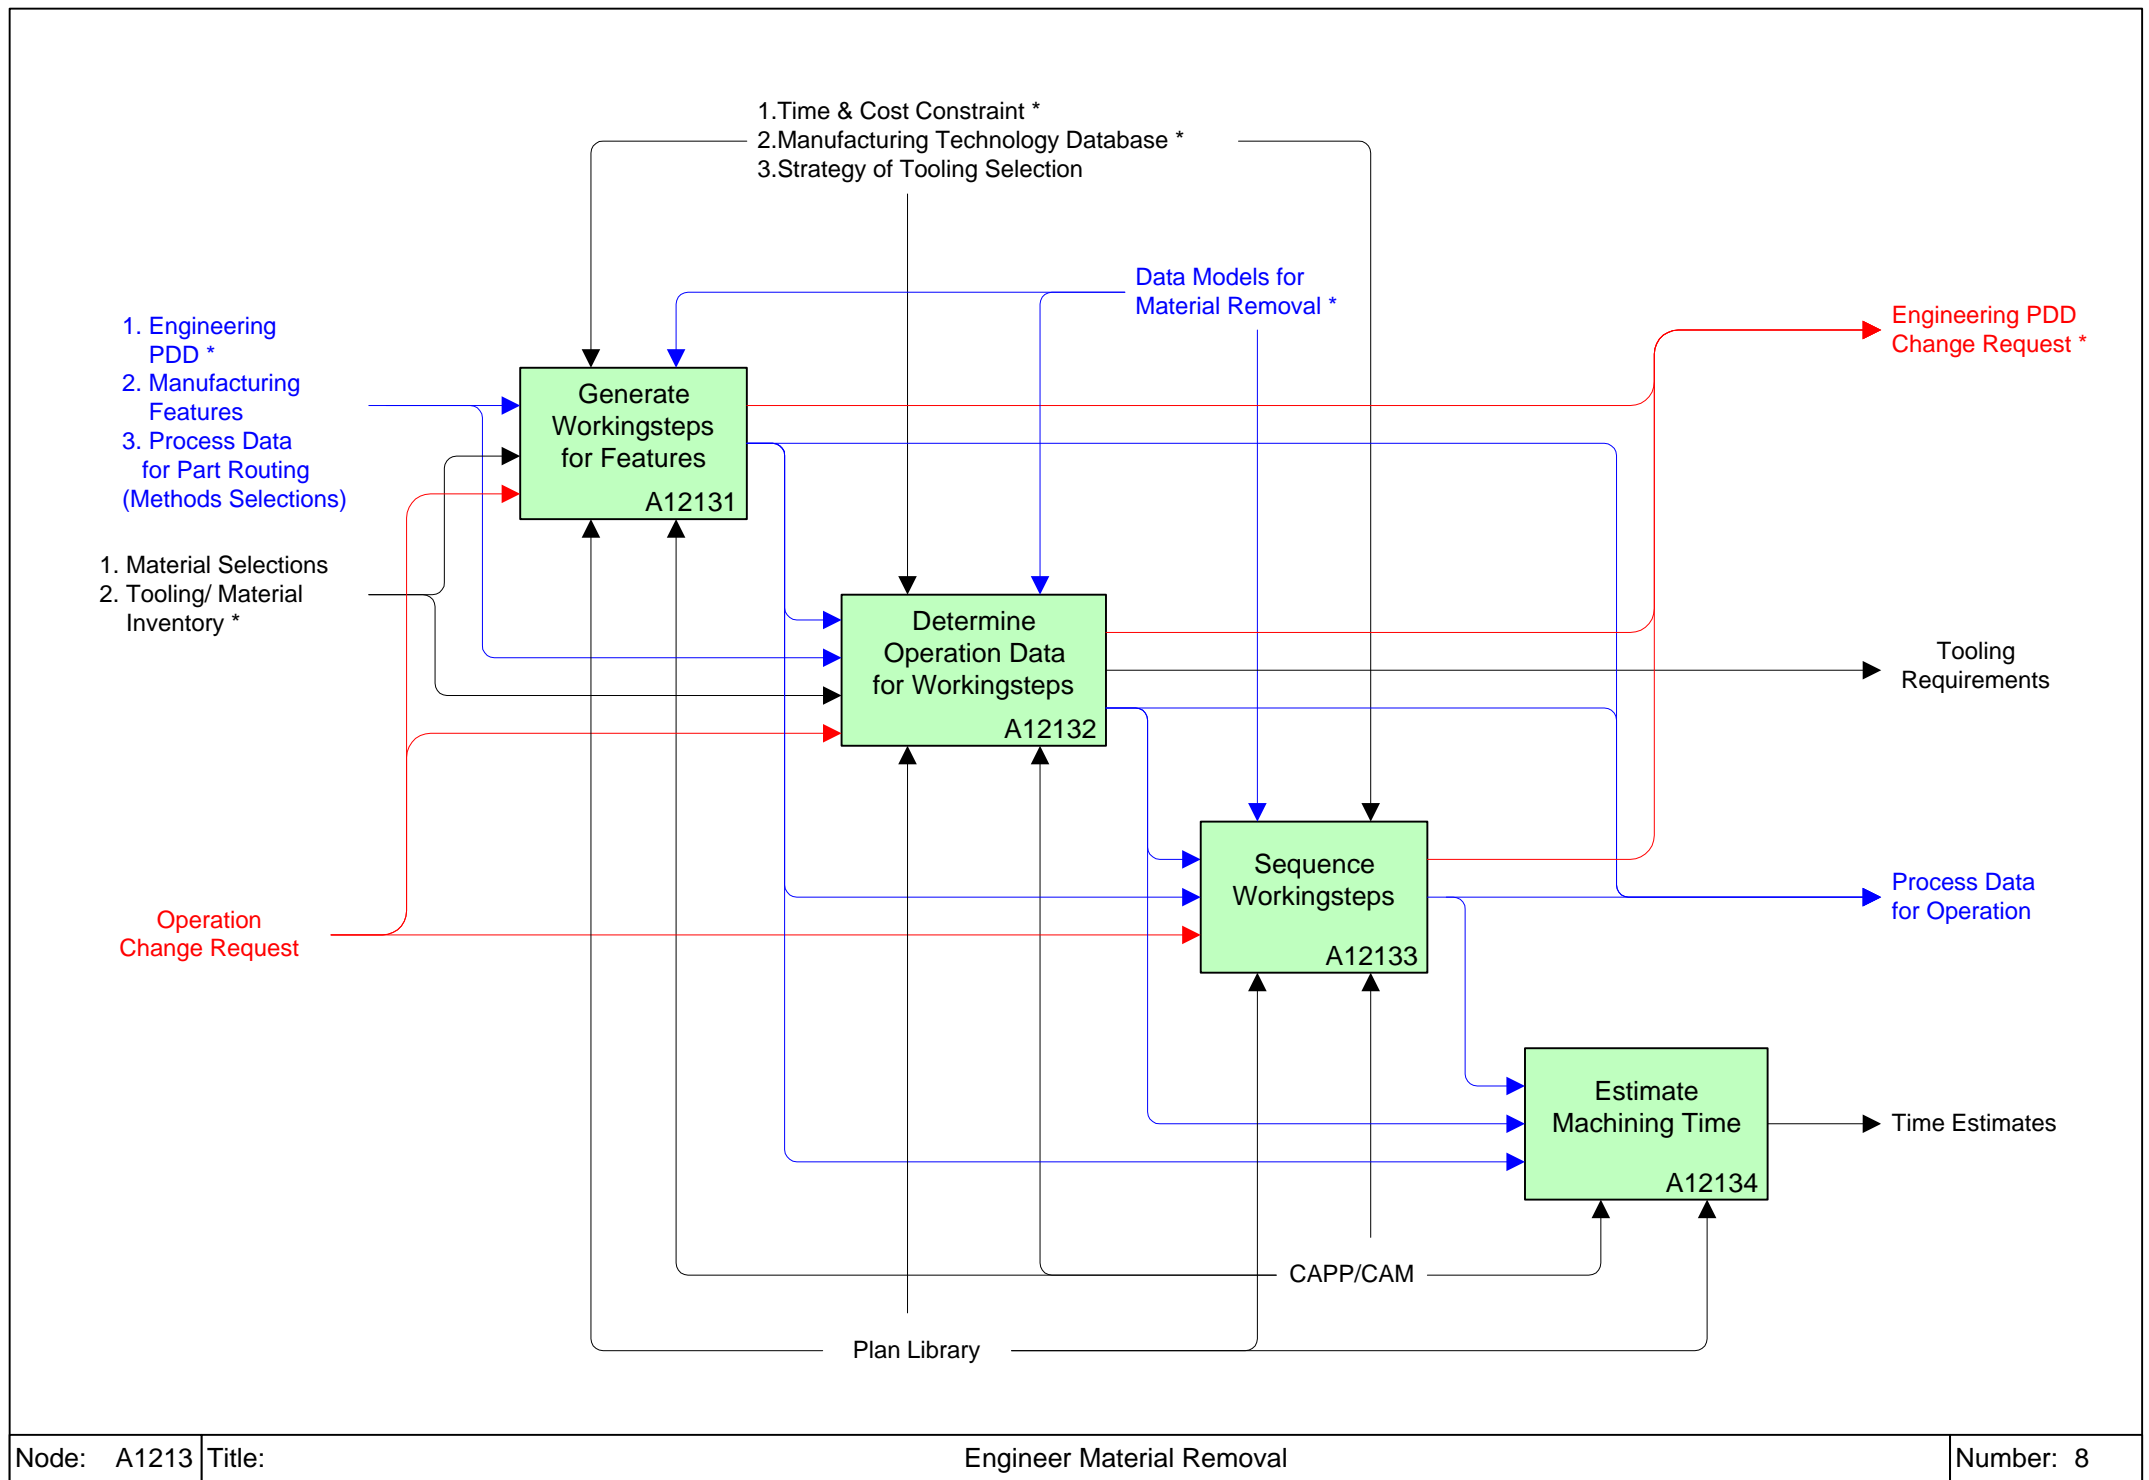 1.Time & Cost Constraint *
2.Manufacturing Technology Database *
3.Strategy of Tooling Selection
Data Models for
Material Removal *
1. Engineering
PDD *
2. Manufacturing
Features
3. Process Data
for Part Routing
(Methods Selections)
Engineering PDD
Change Request *
Generate
Workingsteps
for Features
A12131
1. Material Selections
2. Tooling/ Material
Inventory *
Determine
Operation Data
for Workingsteps
A12132
Tooling
Requirements
Sequence
Workingsteps
A12133
Process Data
for Operation
Operation
Change Request
Estimate
Machining Time
A12134
Time Estimates
CAPP/CAM
Plan Library
Node: A1213 Title: Engineer Material Removal Number: 8